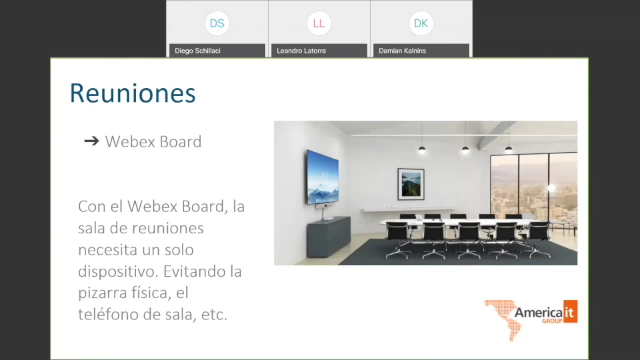 DS
LL
DK
Diego Schillaci
Leandro Latorre
Damian Kalnins
Reuniones
➔ Webex Board
Con el Webex Board, la
sala de reuniones
necesita un solo
dispositivo. Evitando la
pizarra física, el
teléfono de sala, etc.
America it
GROUP